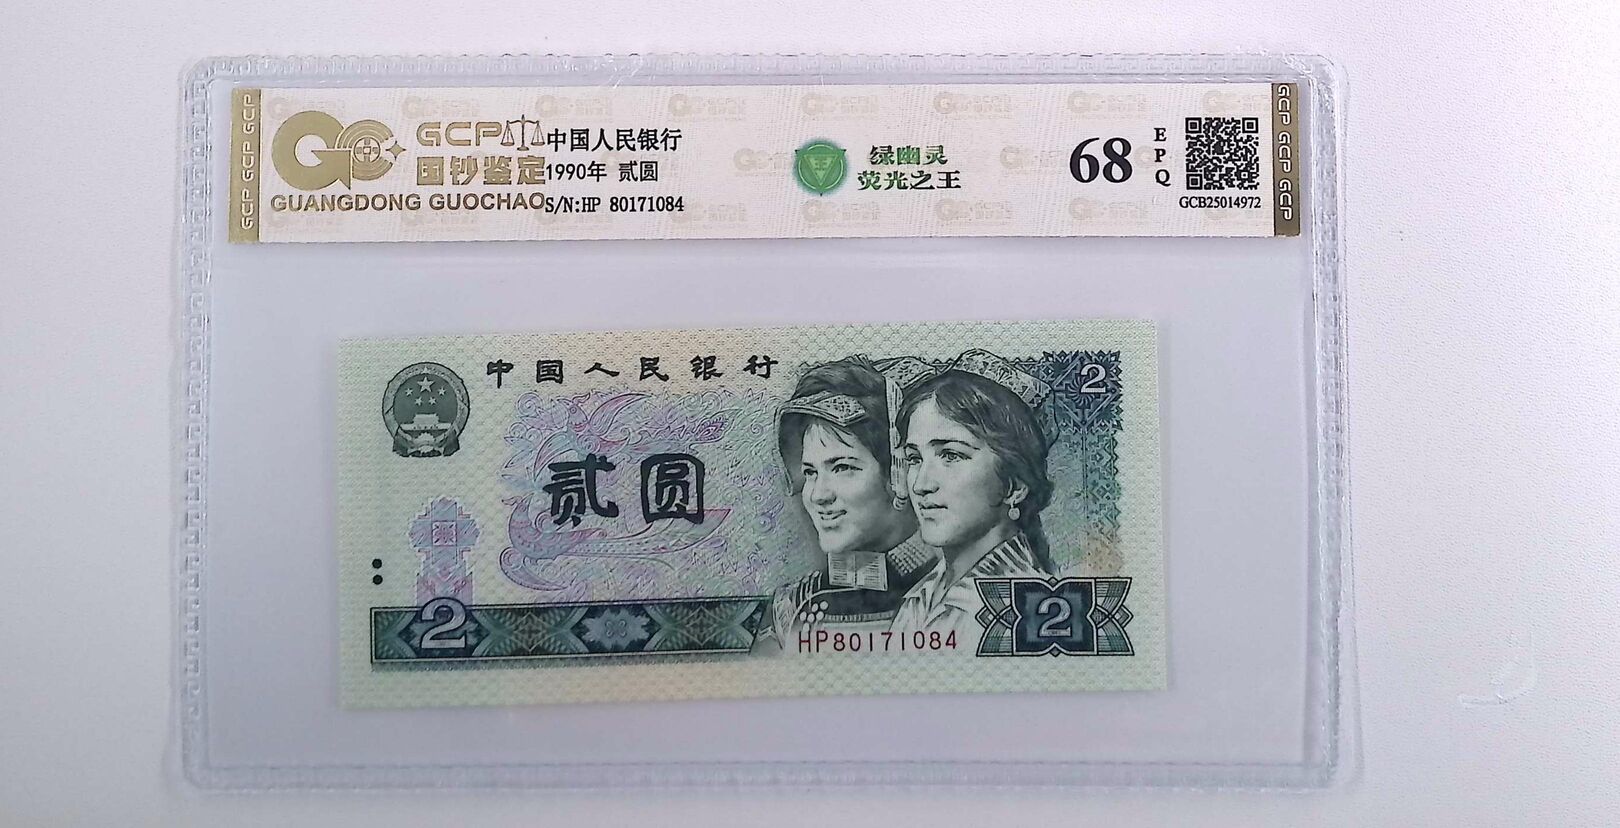 GCP 中国人民银行
国钞鉴定 1990年 贰圆
GUANGDONG GUOCHAO S/N:HP 80171084
绿幽灵
荧光之王
68 EPQ
GCB25014972
GCP GCP GCP
GCP GCP GCP
中国人民银行
2
贰圆
2
2
HP80171084